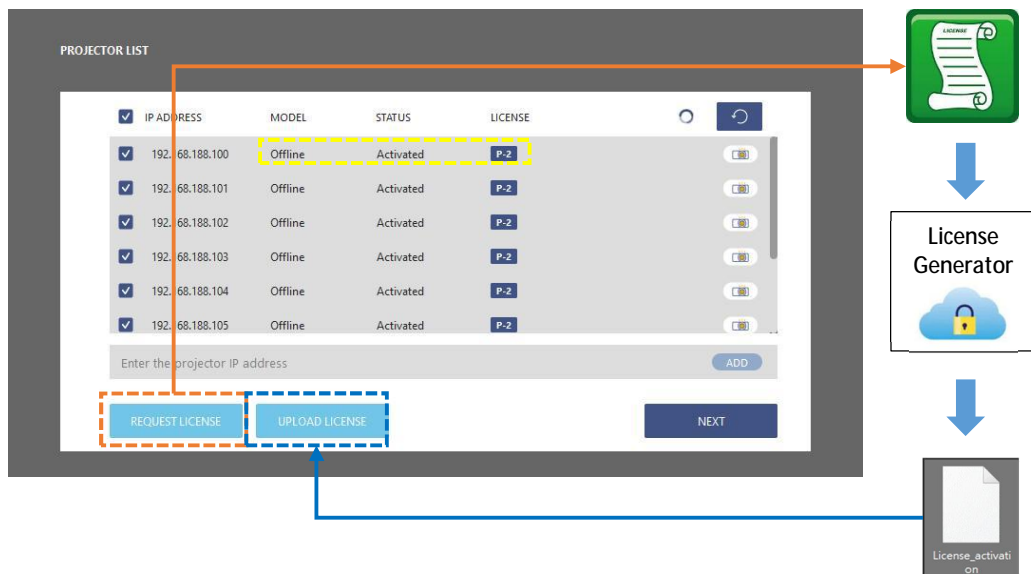 PROJECTOR LIST
LICENSE
IP ADDRESS MODEL STATUS LICENSE
192.168.188.100 Offline Activated P-2
192.168.188.101 Offline Activated P-2
192.168.188.102 Offline Activated P-2
192.168.188.103 Offline Activated P-2
192.168.188.104 Offline Activated P-2
192.168.188.105 Offline Activated P-2
Enter the projector IP address ADD
REQUEST LICENSE UPLOAD LICENSE NEXT
License
Generator
License_activati
on